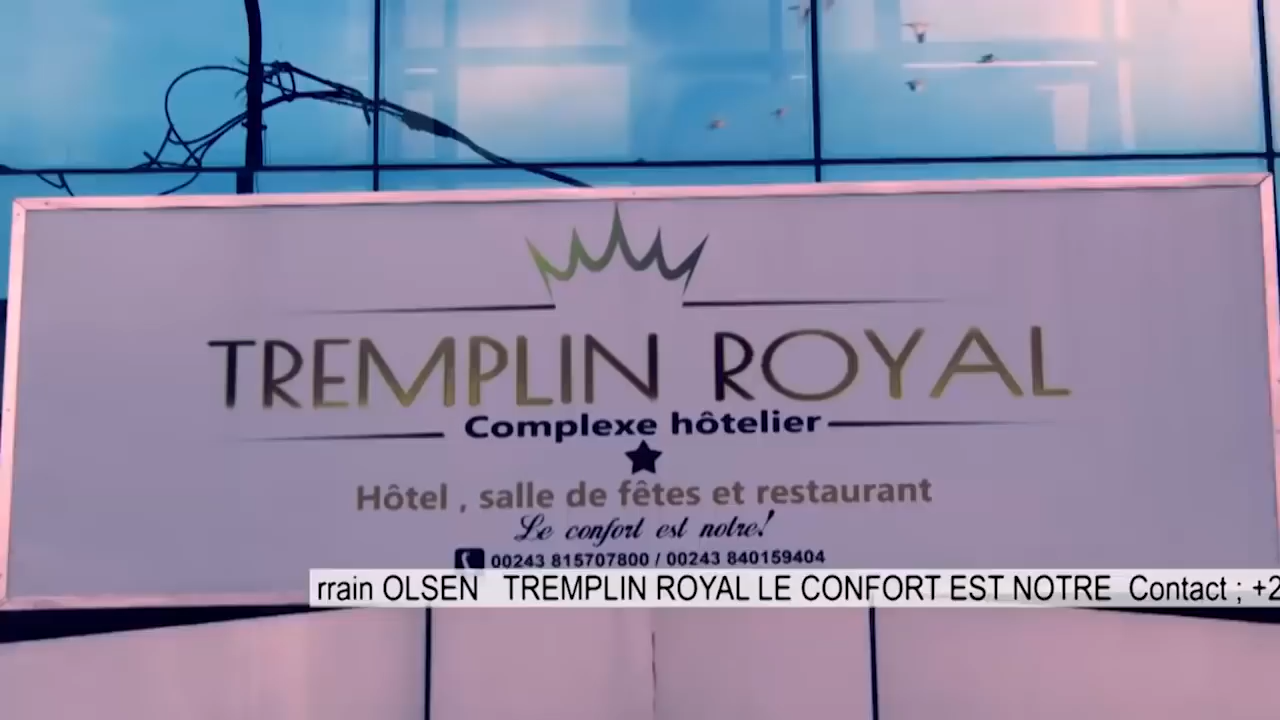 TREMPLIN ROYAL
Complexe hôtelier
Hôtel , salle de fêtes et restaurant
Le confort est notre!
00243 815707800 / 00243 840159404
rrain OLSEN TREMPLIN ROYAL LE CONFORT EST NOTRE Contact ; +2